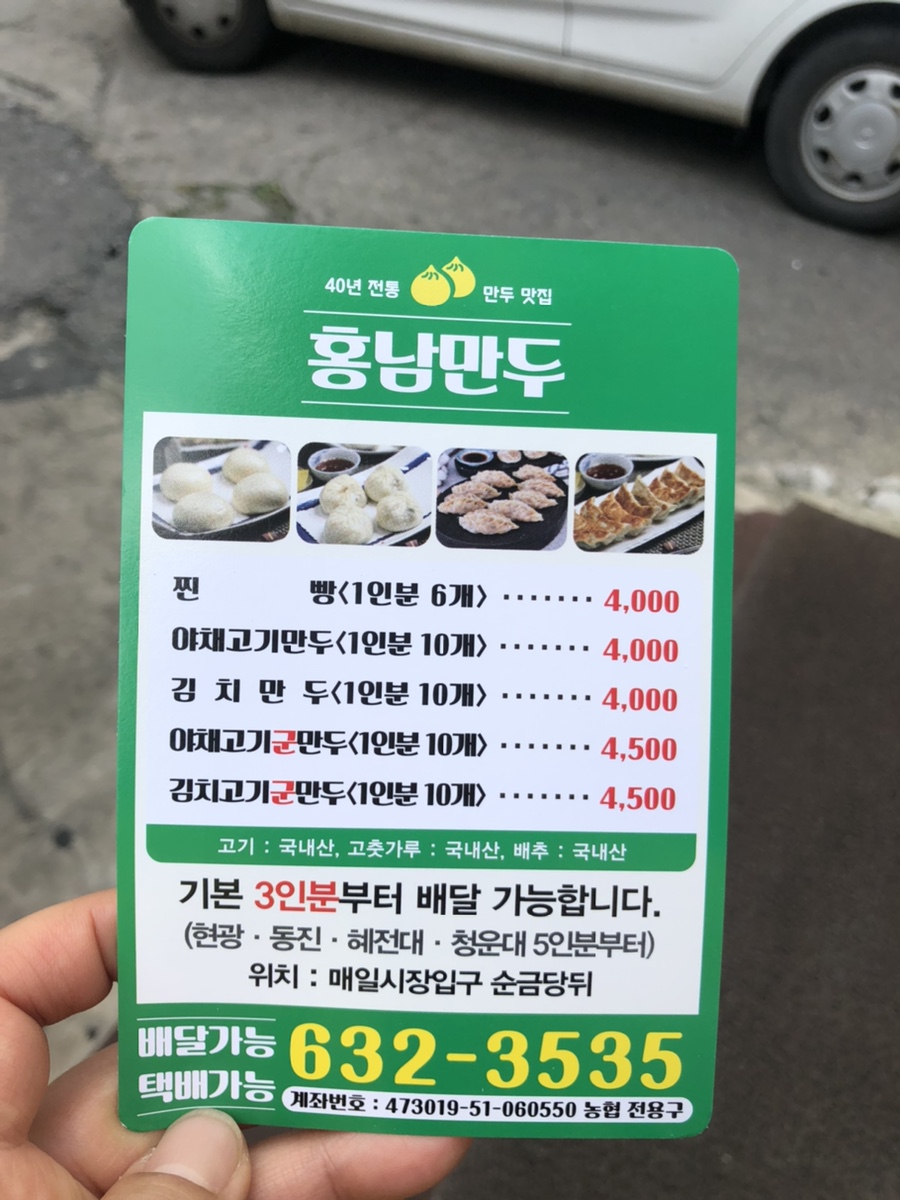 40년 전통 만두 맛집
홍남만두
찐 빵<1인분 6개> ······· 4,000
야채고기만두<1인분 10개> ······· 4,000
김 치 만 두<1인분 10개> ······· 4,000
야채고기군만두<1인분 10개> ······· 4,500
김치고기군만두<1인분 10개> ······· 4,500
고기 : 국내산, 고춧가루 : 국내산, 배추 : 국내산
기본 3인분부터 배달 가능합니다.
(현광 · 동진 · 혜전대 · 청운대 5인분부터)
위치 : 매일시장입구 순금당뒤
배달가능
택배가능
632-3535
계좌번호 : 473019-51-060550 농협 전용구